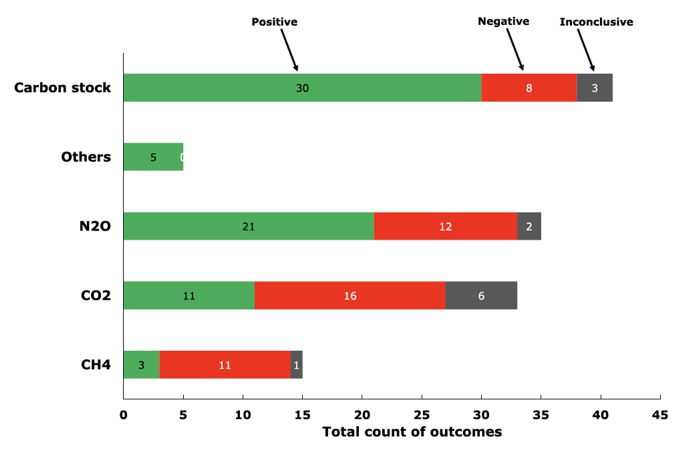 Positive
Negative
Inconclusive
Carbon stock
30
8
3
Others
5
0
N2O
21
12
2
CO2
11
16
6
CH4
3
11
1
0 5 10 15 20 25 30 35 40 45
Total count of outcomes